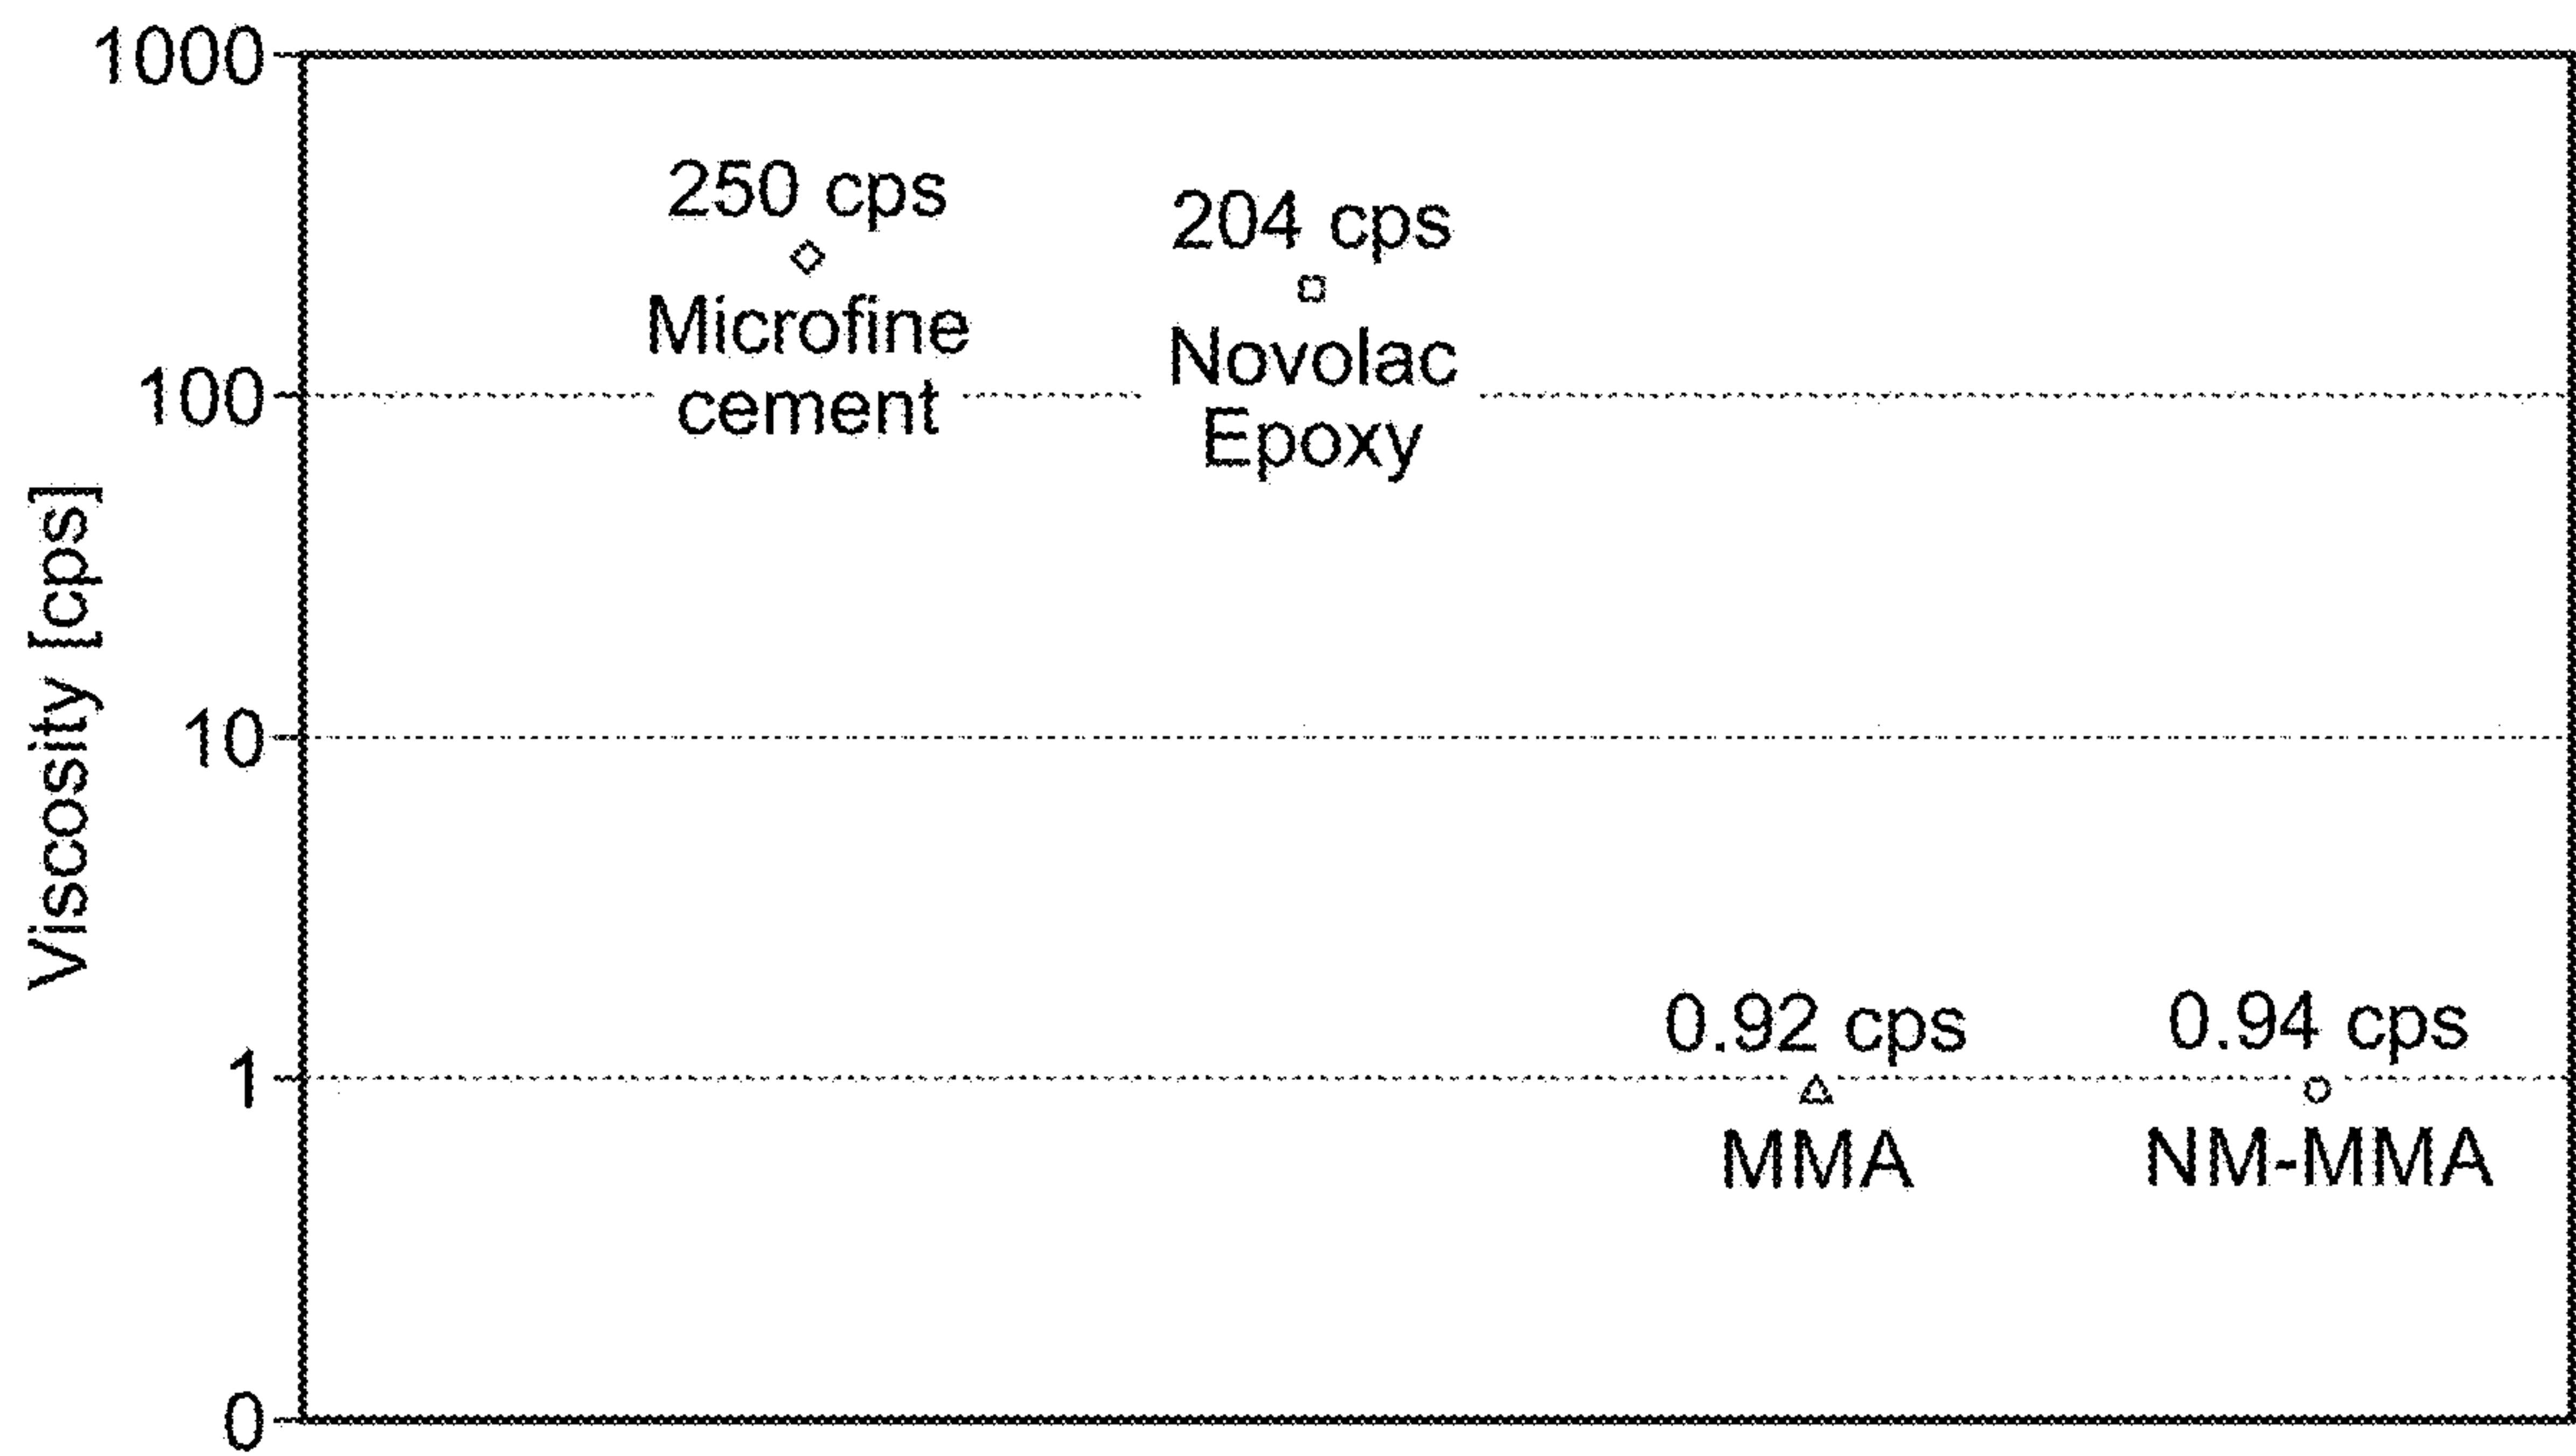 1000
250 cps
204 cps
Microfine
cement
Novolac
Epoxy
100
Viscosity [cps]
10
0.92 cps
0.94 cps
1
MMA
NM-MMA
0